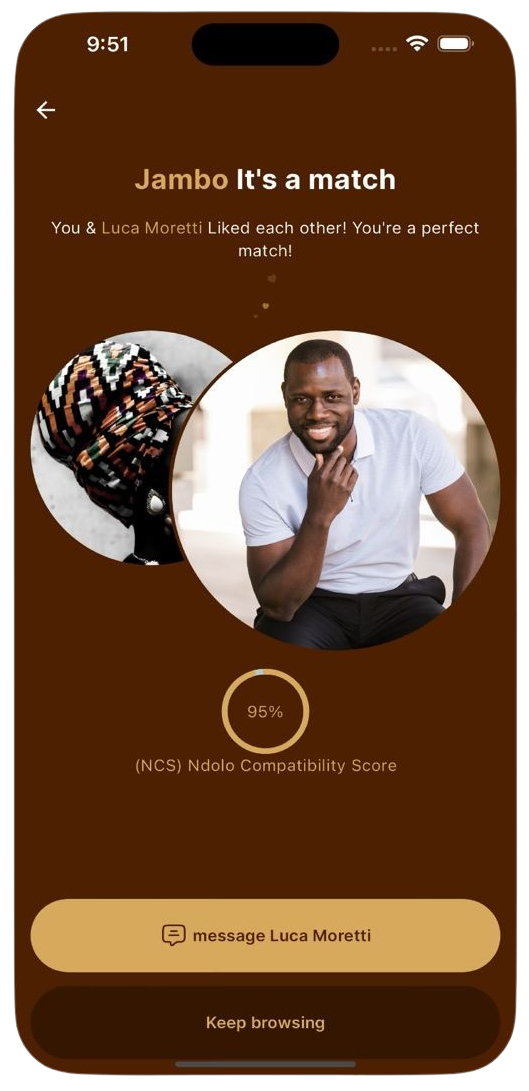 9:51
Jambo It's a match
You & Luca Moretti Liked each other! You're a perfect
match!
95%
(NCS) Ndolo Compatibility Score
message Luca Moretti
Keep browsing